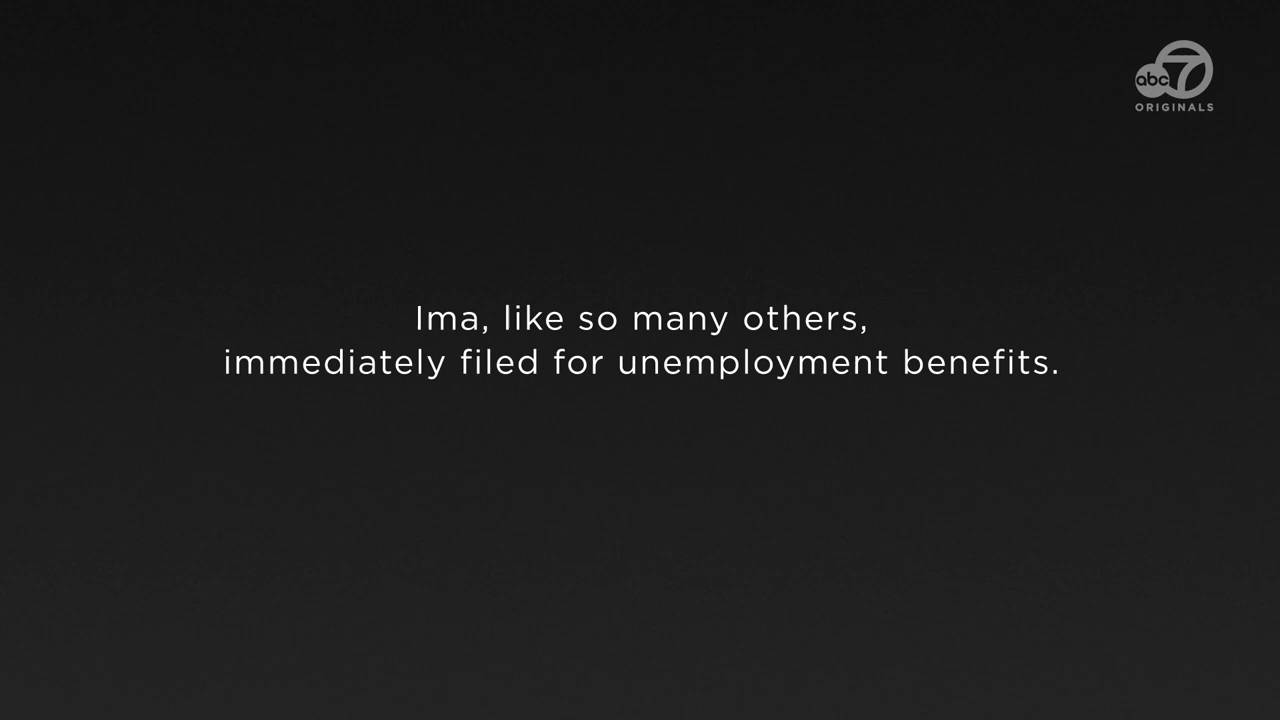 abc7
ORIGINALS
Ima, like so many others,
immediately filed for unemployment benefits.